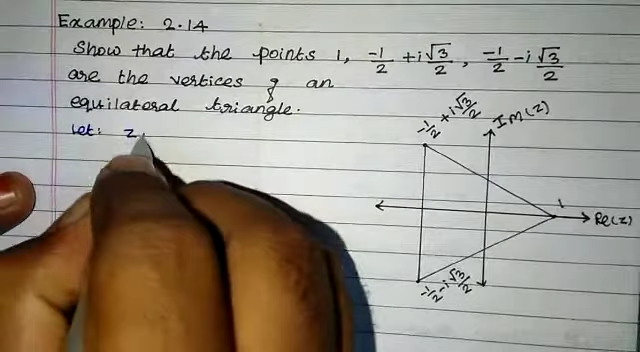 Example: 2.14
Show that the points 1, -1/2 + i√3/2, -1/2 - i√3/2
are the vertices of an
equilateral triangle.
Let: z
-1/2 + i√3/2
Im(z)
1
Re(z)
-1/2 - i√3/2